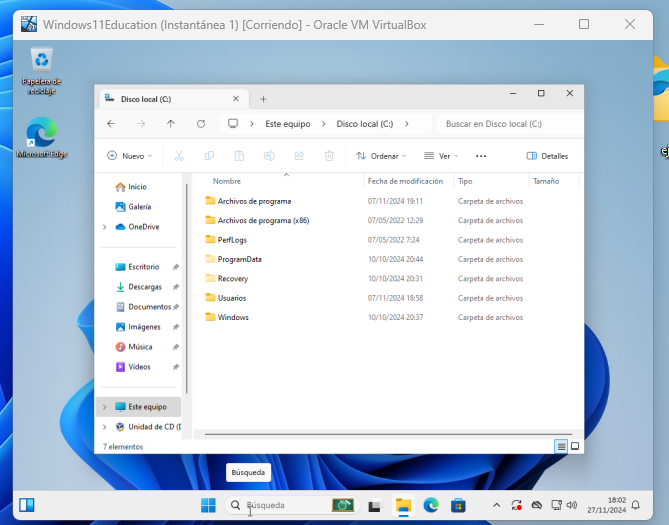 Windows11Education (Instantánea 1) [Corriendo] - Oracle VM VirtualBox
Papelera de
reciclaje
Microsoft Edge
Disco local (C:)
Este equipo > Disco local (C:) >
Buscar en Disco local (C:)
Nuevo
Ordenar
Ver
Detalles
Nombre Fecha de modificación Tipo Tamaño
Inicio
Galería
OneDrive
Escritorio
Descargas
Documentos
Imágenes
Música
Vídeos
Este equipo
Unidad de CD (D
Archivos de programa 07/11/2024 19:11 Carpeta de archivos
Archivos de programa (x86) 07/05/2022 12:29 Carpeta de archivos
PerfLogs 07/05/2022 7:24 Carpeta de archivos
ProgramData 10/10/2024 20:44 Carpeta de archivos
Recovery 10/10/2024 20:31 Carpeta de archivos
Usuarios 07/11/2024 18:58 Carpeta de archivos
Windows 10/10/2024 20:37 Carpeta de archivos
7 elementos
Búsqueda
Búsqueda
18:02
27/11/2024